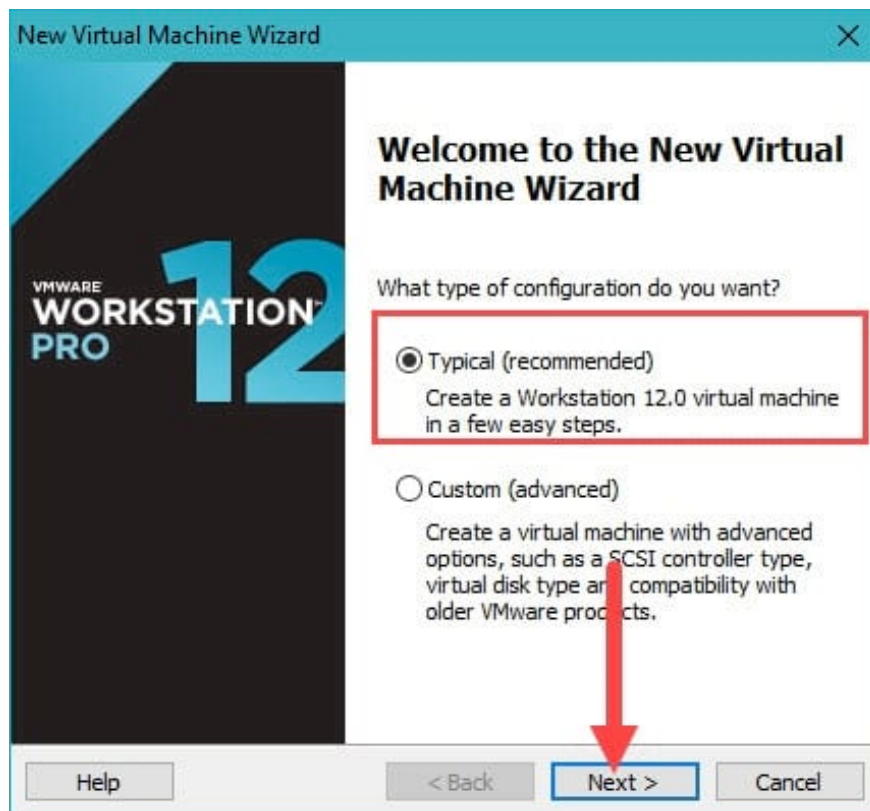 New Virtual Machine Wizard
VMWARE
WORKSTATION™
PRO
12
Welcome to the New Virtual
Machine Wizard
What type of configuration do you want?
Typical (recommended)
Create a Workstation 12.0 virtual machine
in a few easy steps.
Custom (advanced)
Create a virtual machine with advanced
options, such as a SCSI controller type,
virtual disk type and compatibility with
older VMware products.
Help
< Back
Next >
Cancel